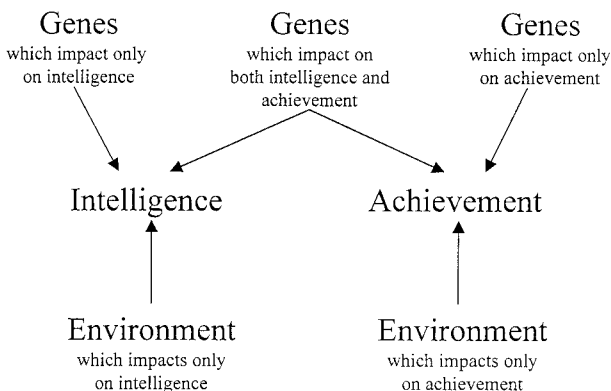 Genes
which impact only
on intelligence
Genes
which impact on
both intelligence and
achievement
Genes
which impact only
on achievement
Intelligence
Achievement
Environment
which impacts only
on intelligence
Environment
which impacts only
on achievement